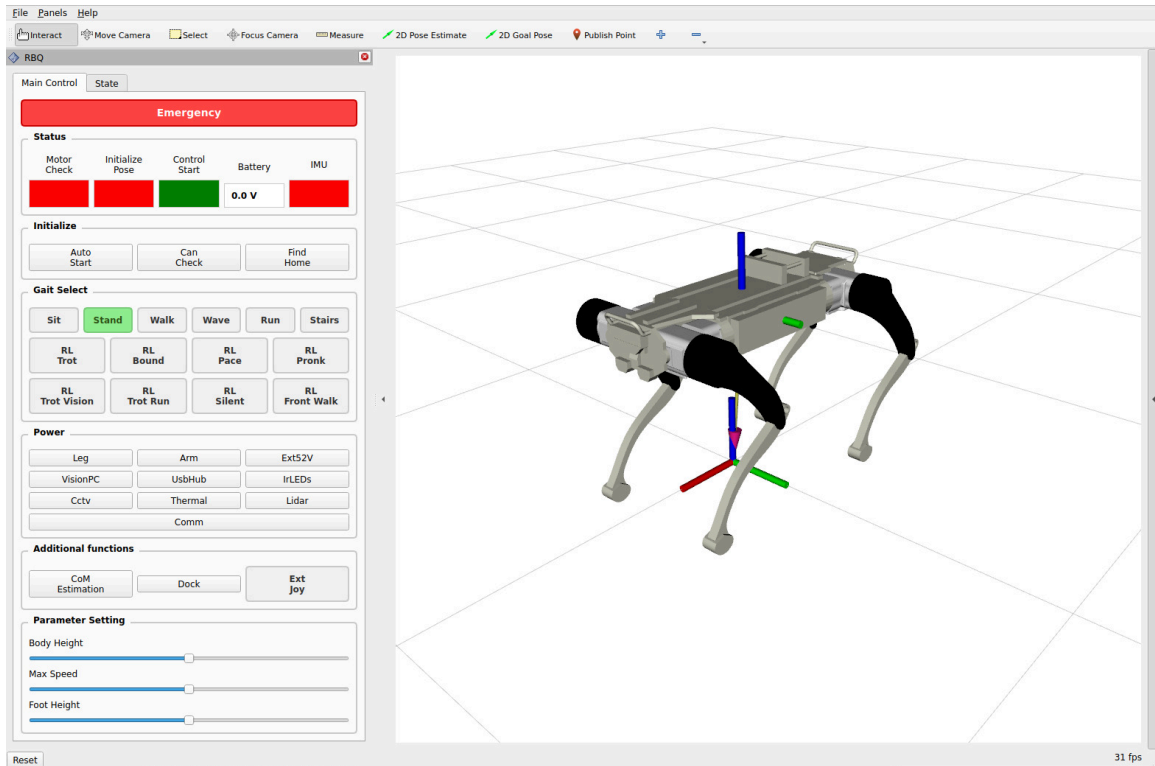 File Panels Help
Interact Move Camera Select Focus Camera Measure 2D Pose Estimate 2D Goal Pose Publish Point
RBQ
Main Control State
Emergency
Status
Motor Check Initialize Pose Control Start Battery IMU
0.0 V
Initialize
Auto Start Can Check Find Home
Gait Select
Sit Stand Walk Wave Run Stairs
RL Trot RL Bound RL Pace RL Pronk
RL Trot Vision RL Trot Run RL Silent RL Front Walk
Power
Leg Arm Ext52V
VisionPC UsbHub IrLEDs
Cctv Thermal Lidar
Comm
Additional functions
CoM Estimation Dock Ext Joy
Parameter Setting
Body Height
Max Speed
Foot Height
Reset 31 fps